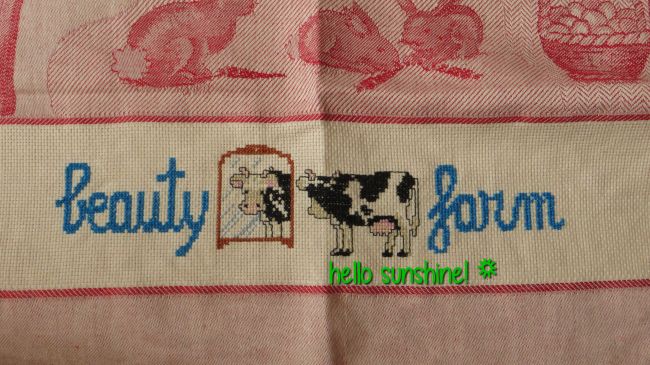 beauty farm
hello sunshine! ☼